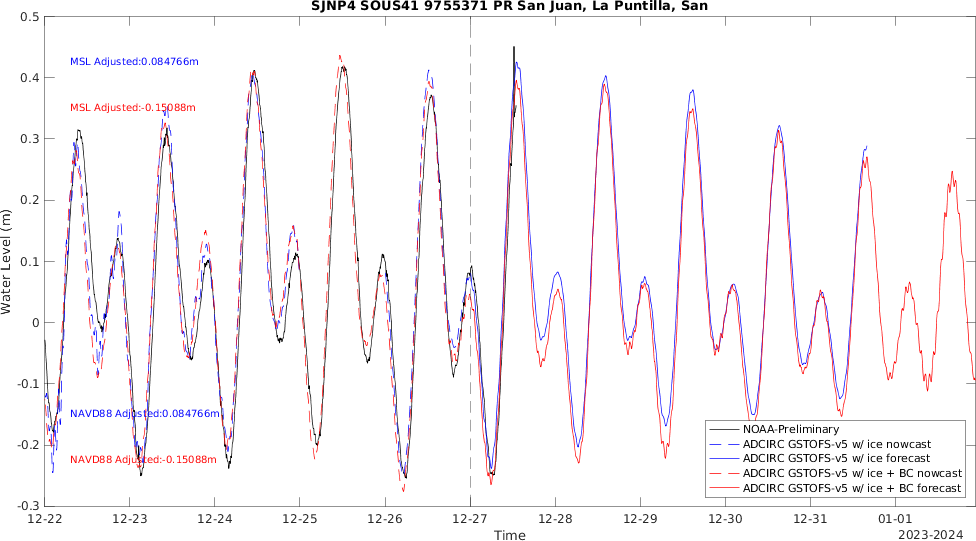 SJNP4 SOUS41 9755371 PR San Juan, La Puntilla, San
0.5
0.4
0.3
0.2
0.1
0
-0.1
-0.2
-0.3
Water Level (m)
MSL Adjusted:0.084766m
MSL Adjusted:-0.15088m
NAVD88 Adjusted:0.084766m
NAVD88 Adjusted:-0.15088m
NOAA-Preliminary
ADCIRC GSTOFS-v5 w/ ice nowcast
ADCIRC GSTOFS-v5 w/ ice forecast
ADCIRC GSTOFS-v5 w/ ice + BC nowcast
ADCIRC GSTOFS-v5 w/ ice + BC forecast
12-22 12-23 12-24 12-25 12-26 12-27 12-28 12-29 12-30 12-31 01-01
Time
2023-2024